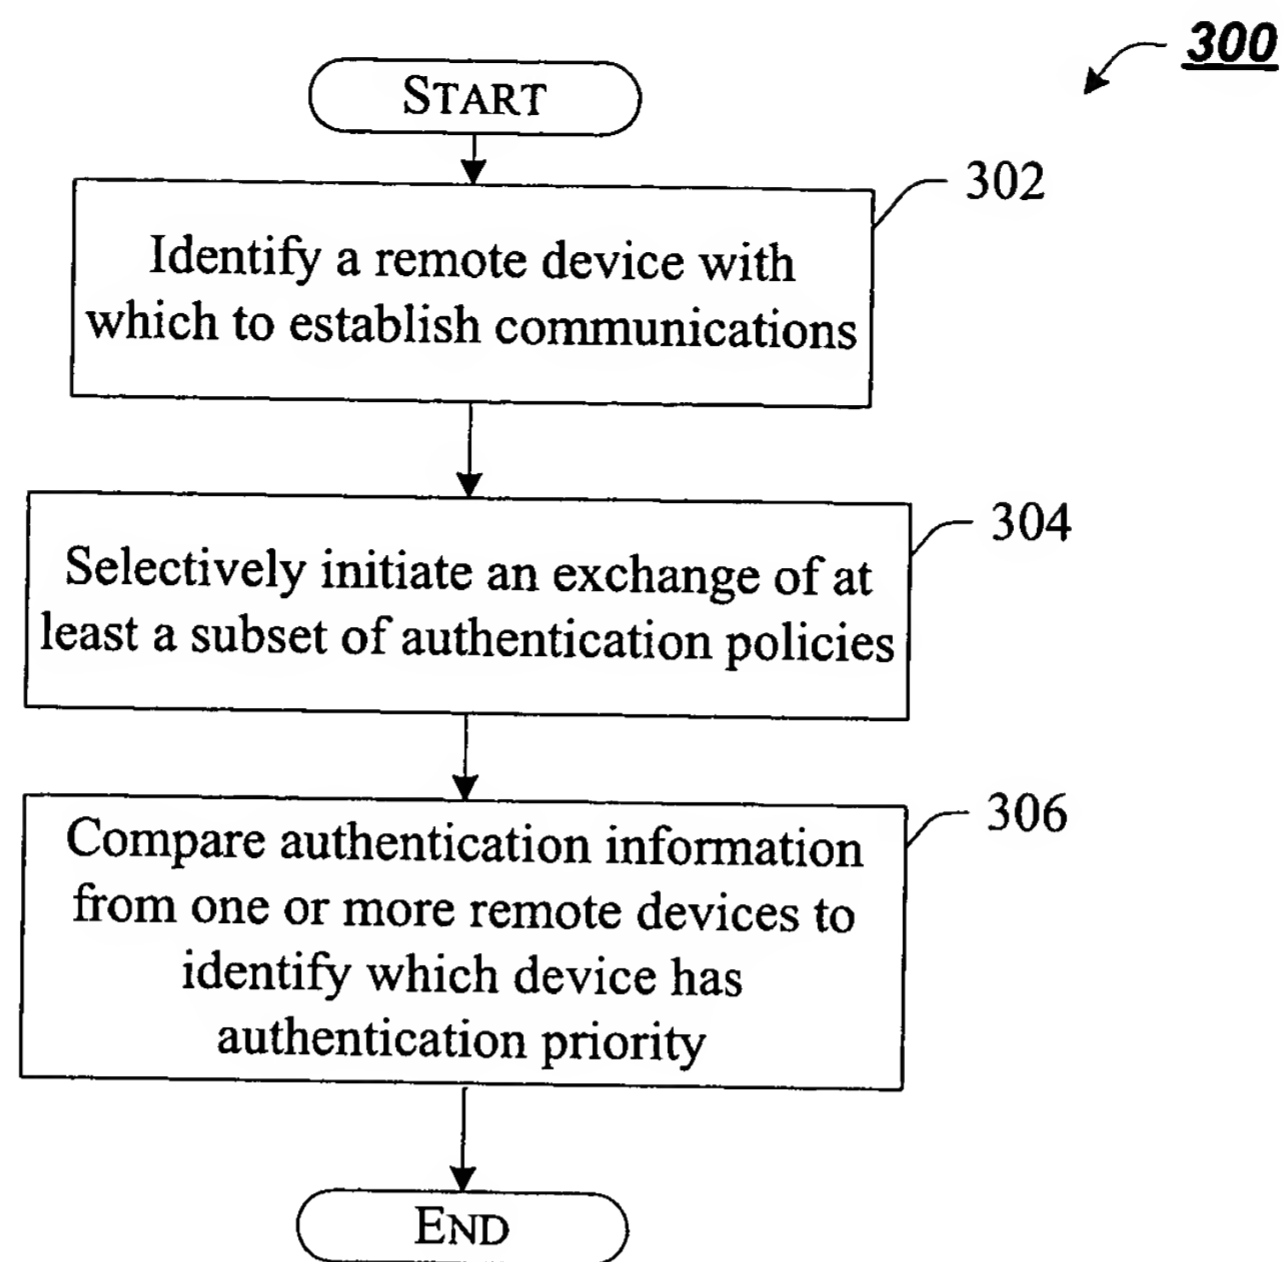 300
START
302
Identify a remote device with
which to establish communications
304
Selectively initiate an exchange of at
least a subset of authentication policies
306
Compare authentication information
from one or more remote devices to
identify which device has
authentication priority
END